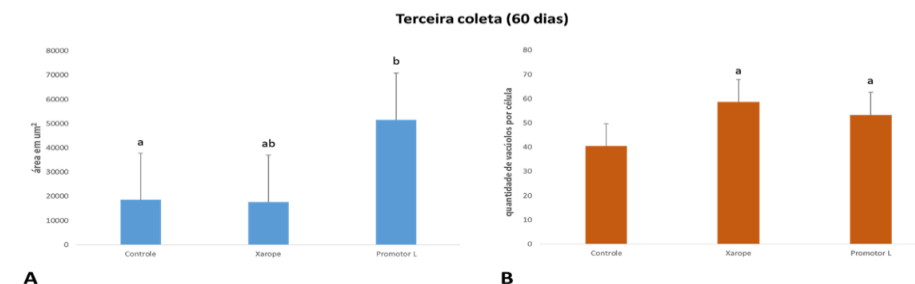 Terceira coleta (60 dias)
80000
70000
60000
50000
40000
30000
20000
10000
0
área em um²
a
ab
b
Controle
Xarope
Promotor L
A
80
70
60
50
40
30
20
10
0
quantidade de vacúolos por célula
a
a
Controle
Xarope
Promotor L
B